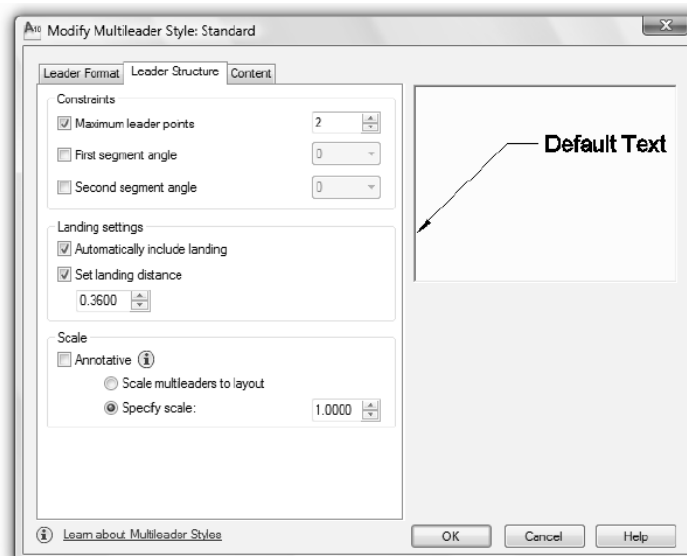 A10 Modify Multileader Style: Standard
Leader Format Leader Structure Content
Constraints
Maximum leader points 2
First segment angle 0
Second segment angle 0
Landing settings
Automatically include landing
Set landing distance
0.3600
Scale
Annotative
Scale multileaders to layout
Specify scale: 1.0000
Default Text
Learn about Multileader Styles
OK Cancel Help